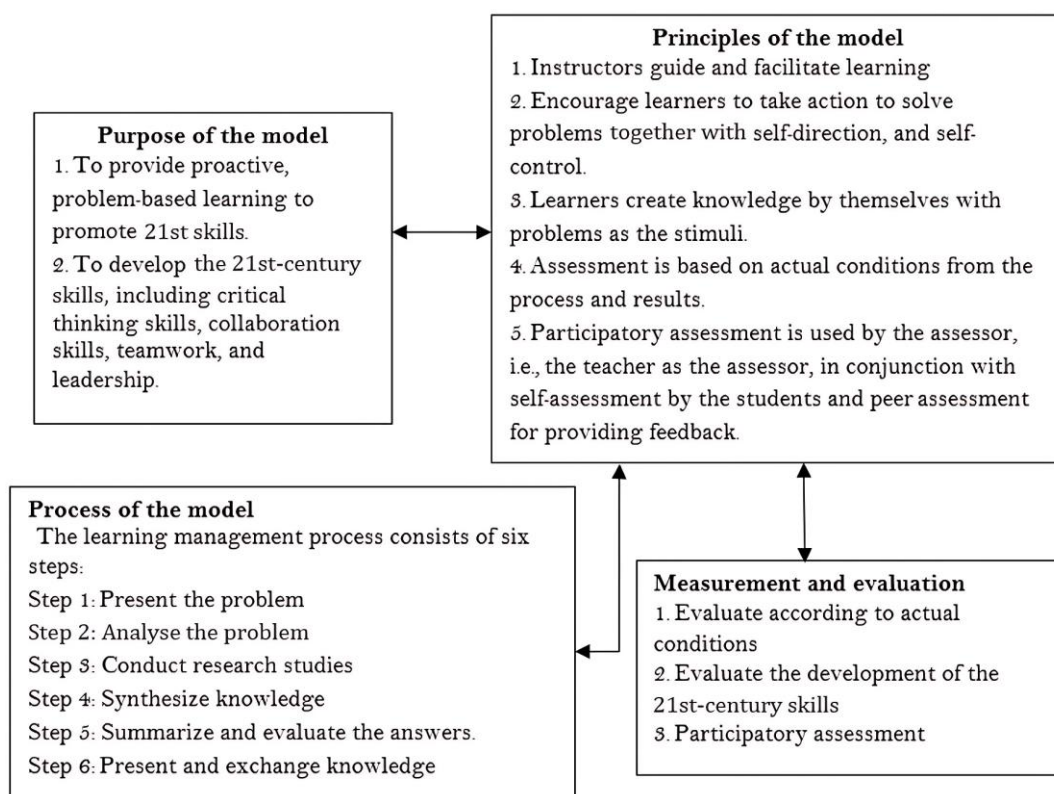 Principles of the model
1. Instructors guide and facilitate learning
2. Encourage learners to take action to solve
problems together with self-direction, and self-
control.
3. Learners create knowledge by themselves with
problems as the stimuli.
4. Assessment is based on actual conditions from the
process and results.
5. Participatory assessment is used by the assessor,
i.e., the teacher as the assessor, in conjunction with
self-assessment by the students and peer assessment
for providing feedback.
Purpose of the model
1. To provide proactive,
problem-based learning to
promote 21st skills.
2. To develop the 21st-century
skills, including critical
thinking skills, collaboration
skills, teamwork, and
leadership.
Process of the model
The learning management process consists of six
steps:
Step 1: Present the problem
Step 2: Analyse the problem
Step 3: Conduct research studies
Step 4: Synthesize knowledge
Step 5: Summarize and evaluate the answers.
Step 6: Present and exchange knowledge
Measurement and evaluation
1. Evaluate according to actual
conditions
2. Evaluate the development of the
21st-century skills
3. Participatory assessment